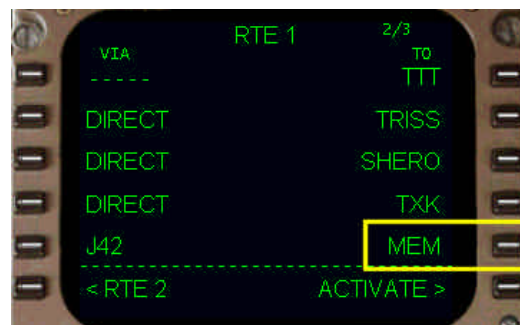 RTE 1 2/3
VIA TO
----- TTT
DIRECT TRISS
DIRECT SHERO
DIRECT TXK
J42 MEM
--------------------------------
< RTE 2 ACTIVATE >